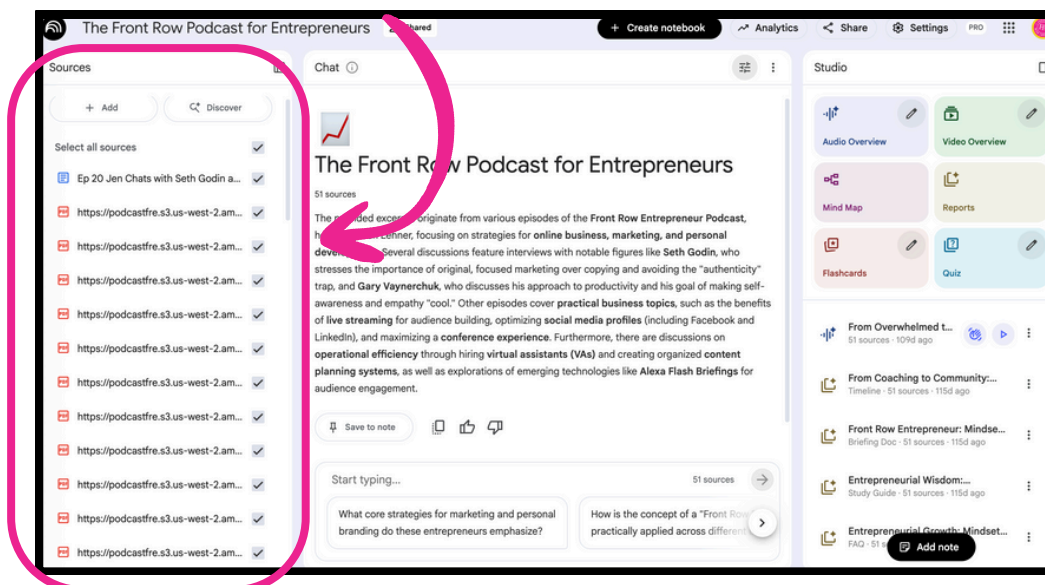 The Front Row Podcast for Entrepreneurs
Shared
+ Create notebook
Analytics
Share
Settings
PRO
Sources
+ Add
Discover
Select all sources
Ep 20 Jen Chats with Seth Godin a...
https://podcastfre.s3.us-west-2.am...
https://podcastfre.s3.us-west-2.am...
https://podcastfre.s3.us-west-2.am...
https://podcastfre.s3.us-west-2.am...
https://podcastfre.s3.us-west-2.am...
https://podcastfre.s3.us-west-2.am...
https://podcastfre.s3.us-west-2.am...
https://podcastfre.s3.us-west-2.am...
https://podcastfre.s3.us-west-2.am...
https://podcastfre.s3.us-west-2.am...
https://podcastfre.s3.us-west-2.am...
Chat
The Front Row Podcast for Entrepreneurs
51 sources
The excerpts originate from various episodes of the Front Row Entrepreneur Podcast,
focusing on strategies for online business, marketing, and personal
Several discussions feature interviews with notable figures like Seth Godin, who
stresses the importance of original, focused marketing over copying and avoiding the "authenticity"
trap, and Gary Vaynerchuk, who discusses his approach to productivity and his goal of making self-
awareness and empathy "cool." Other episodes cover practical business topics, such as the benefits
of live streaming for audience building, optimizing social media profiles (including Facebook and
LinkedIn), and maximizing a conference experience. Furthermore, there are discussions on
operational efficiency through hiring virtual assistants (VAs) and creating organized content
planning systems, as well as explorations of emerging technologies like Alexa Flash Briefings for
audience engagement.
Save to note
Start typing...
51 sources
What core strategies for marketing and personal
branding do these entrepreneurs emphasize?
How is the concept of a "Front Row
practically applied across different
Studio
Audio Overview
Video Overview
Mind Map
Reports
Flashcards
Quiz
From Overwhelmed t...
51 sources · 109d ago
From Coaching to Community:...
Timeline · 51 sources · 115d ago
Front Row Entrepreneur: Mindse...
Briefing Doc · 51 sources · 115d ago
Entrepreneurial Wisdom:...
Study Guide · 51 sources · 115d ago
Entrepreneurial Growth: Mindset...
FAQ · 51
Add note